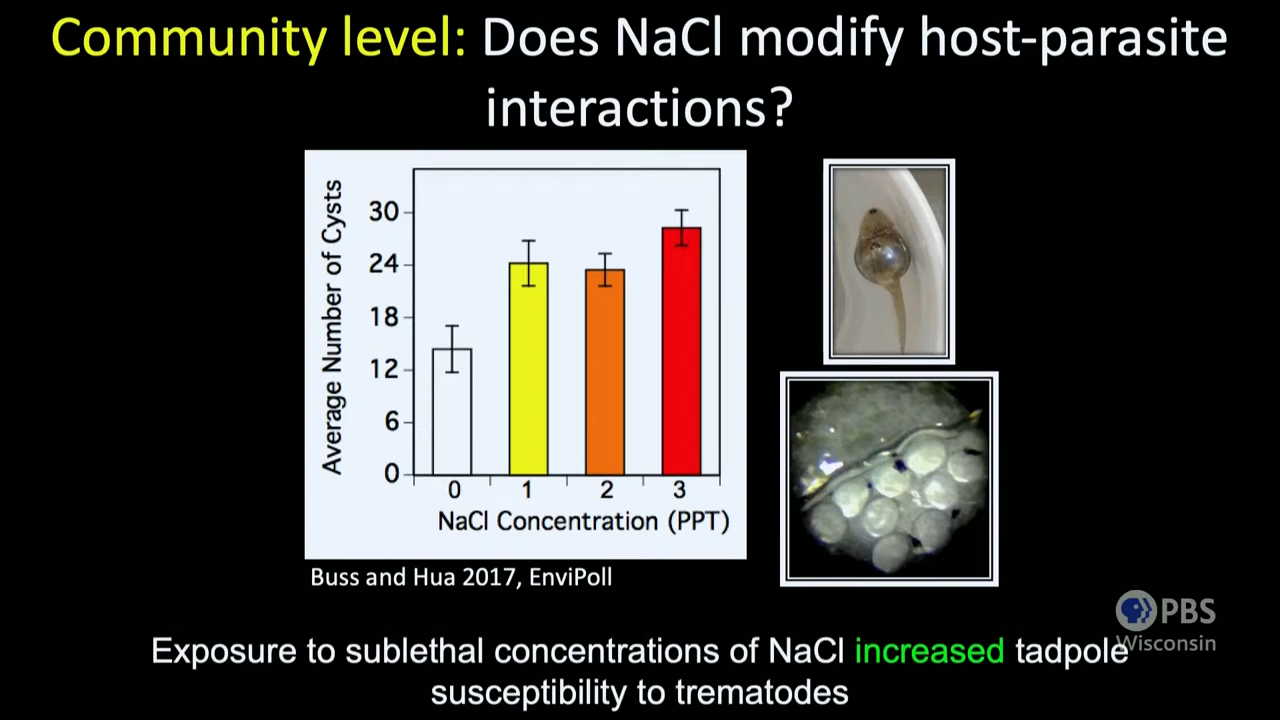 Community level: Does NaCl modify host-parasite
interactions?
Average Number of Cysts
30
24
18
12
6
0
0 1 2 3
NaCl Concentration (PPT)
Buss and Hua 2017, EnviPoll
PBS
Wisconsin
Exposure to sublethal concentrations of NaCl increased tadpole
susceptibility to trematodes